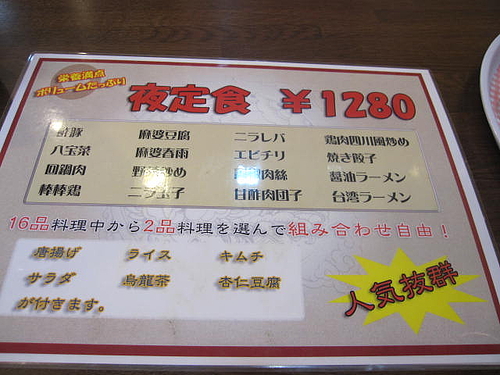 栄養満点
ボリュームたっぷり
夜定食 ￥1280
酢豚 麻婆豆腐 ニラレバ 鶏肉四川風炒め
八宝菜 麻婆春雨 エビチリ 焼き餃子
回鍋肉 野菜炒め 肉絲 醤油ラーメン
棒棒鶏 ニラ玉子 甘酢肉団子 台湾ラーメン
16品料理中から2品料理を選んで組み合わせ自由！
唐揚げ ライス キムチ
サラダ 烏龍茶 杏仁豆腐
が付きます。
人気抜群